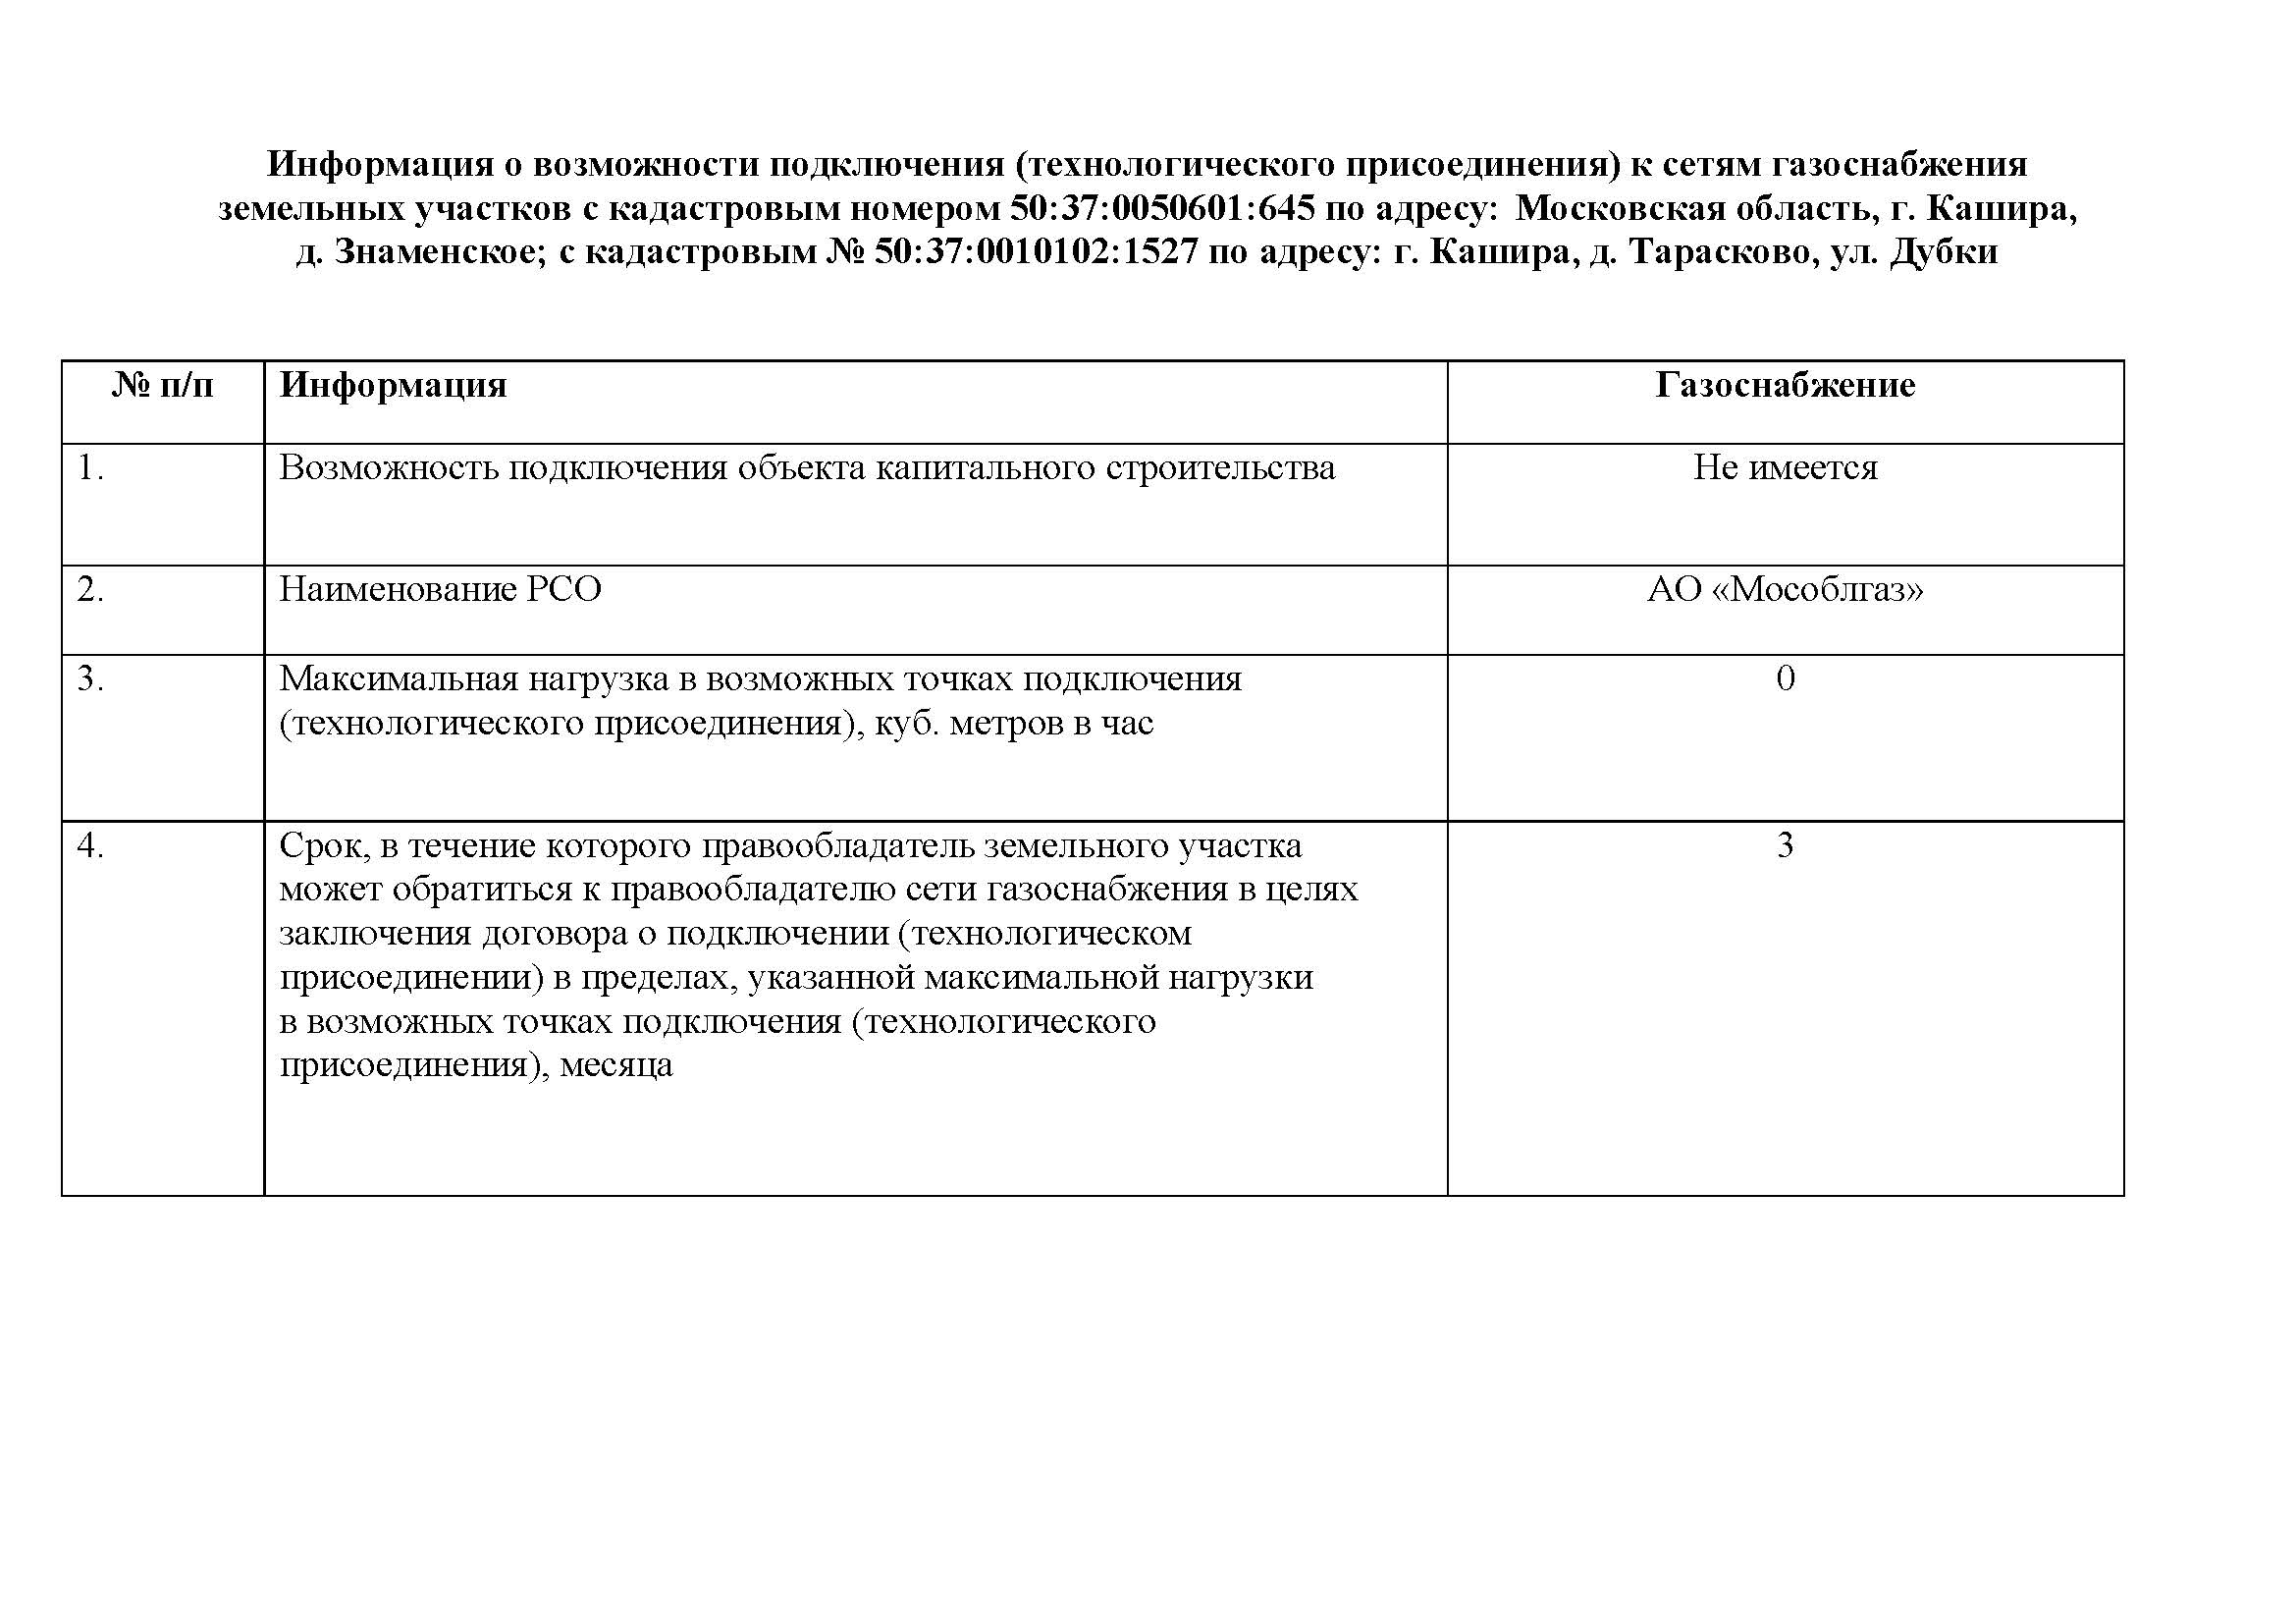 Информация о возможности подключения (технологического присоединения) к сетям газоснабжения
земельных участков с кадастровым номером 50:37:0050601:645 по адресу: Московская область, г. Кашира,
д. Знаменское; с кадастровым № 50:37:0010102:1527 по адресу: г. Кашира, д. Тарасково, ул. Дубки
№ п/п Информация Газоснабжение
1. Возможность подключения объекта капитального строительства Не имеется
2. Наименование РСО АО «Мособлгаз»
3. Максимальная нагрузка в возможных точках подключения 0
(технологического присоединения), куб. метров в час
4. Срок, в течение которого правообладатель земельного участка 3
может обратиться к правообладателю сети газоснабжения в целях
заключения договора о подключении (технологическом
присоединении) в пределах, указанной максимальной нагрузки
в возможных точках подключения (технологического
присоединения), месяца